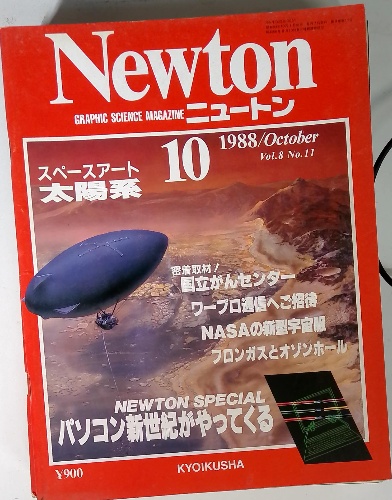 Newton
GRAPHIC SCIENCE MAGAZINE ニュートン
10 1988/October
Vol.8 No.11
スペースアート
太陽系
密着取材!
国立がんセンター
ワープロ通信へご招待
NASAの新型宇宙服
フロンガスとオゾンホール
NEWTON SPECIAL
パソコン新世紀がやってくる
¥900
KYOIKUSHA